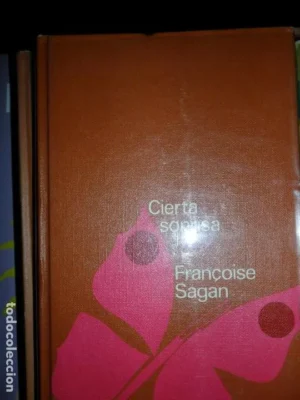 Cierta
sonrisa
Françoise
Sagan
todocoleccion